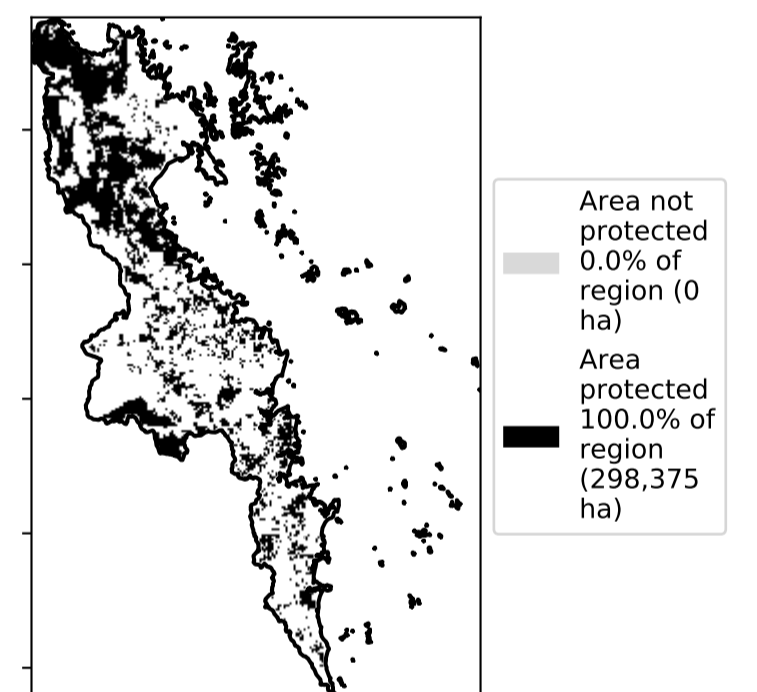 Area not
protected
0.0% of
region (0
ha)
Area
protected
100.0% of
region
(298,375
ha)